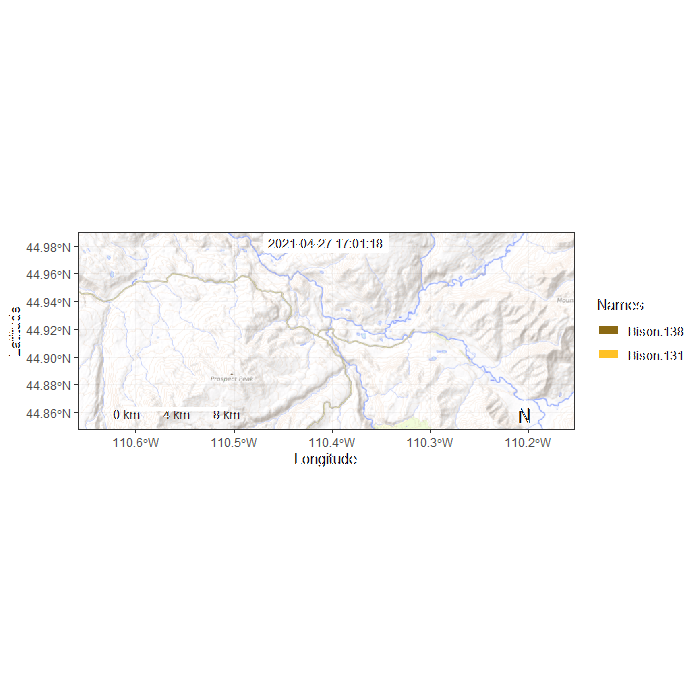 2021-04-27 17:01:18
44.98°N
44.96°N
44.94°N
44.92°N
44.90°N
44.88°N
44.86°N
Prospect Peak
0 km 4 km 8 km
N
110.6°W 110.5°W 110.4°W 110.3°W 110.2°W
Longitude
Latitude
Names
Bison.138
Bison.131